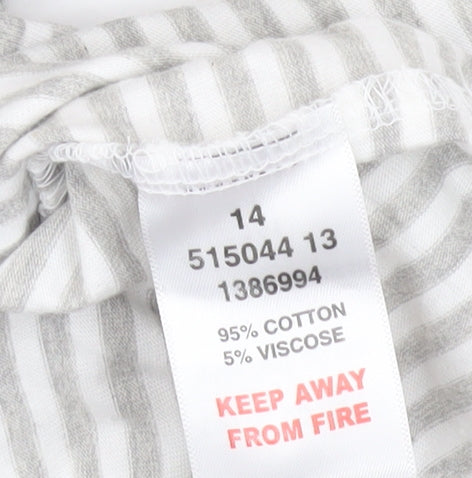 14
515044 13
1386994
95% COTTON
5% VISCOSE
KEEP AWAY
FROM FIRE